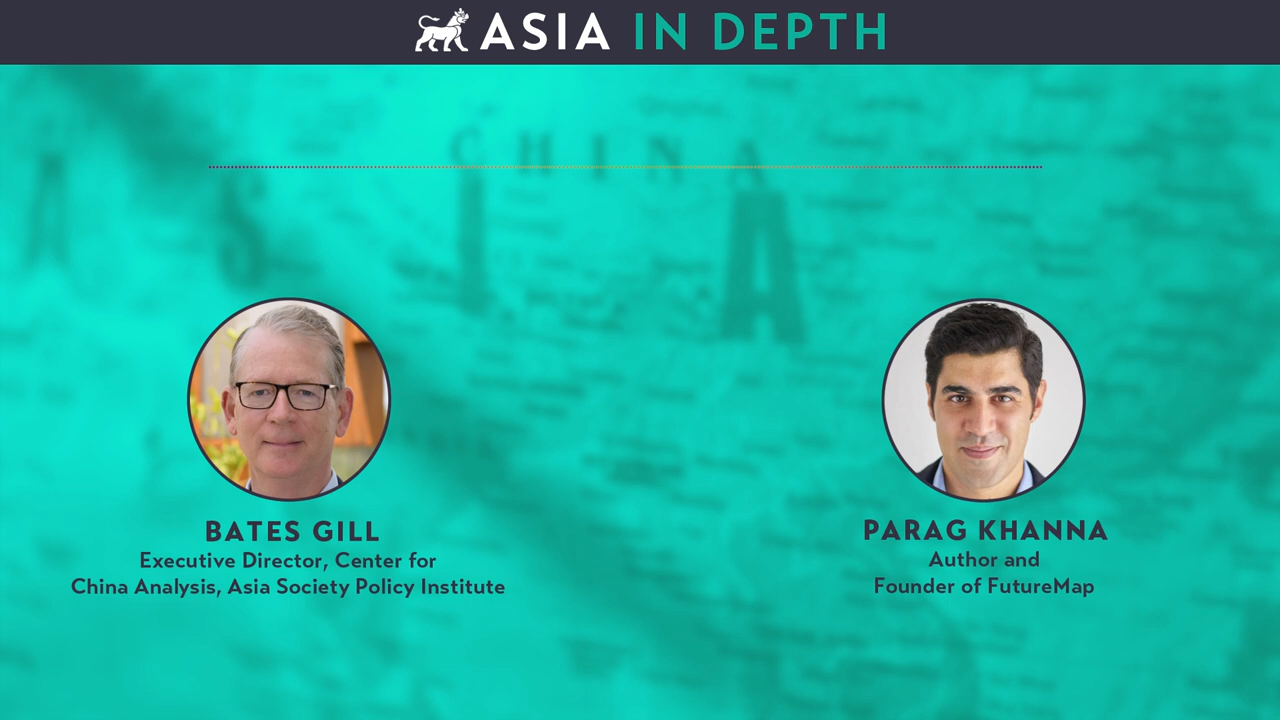 ASIA IN DEPTH
CHINA
A S I A
BATES GILL
Executive Director, Center for
China Analysis, Asia Society Policy Institute
PARAG KHANNA
Author and
Founder of FutureMap